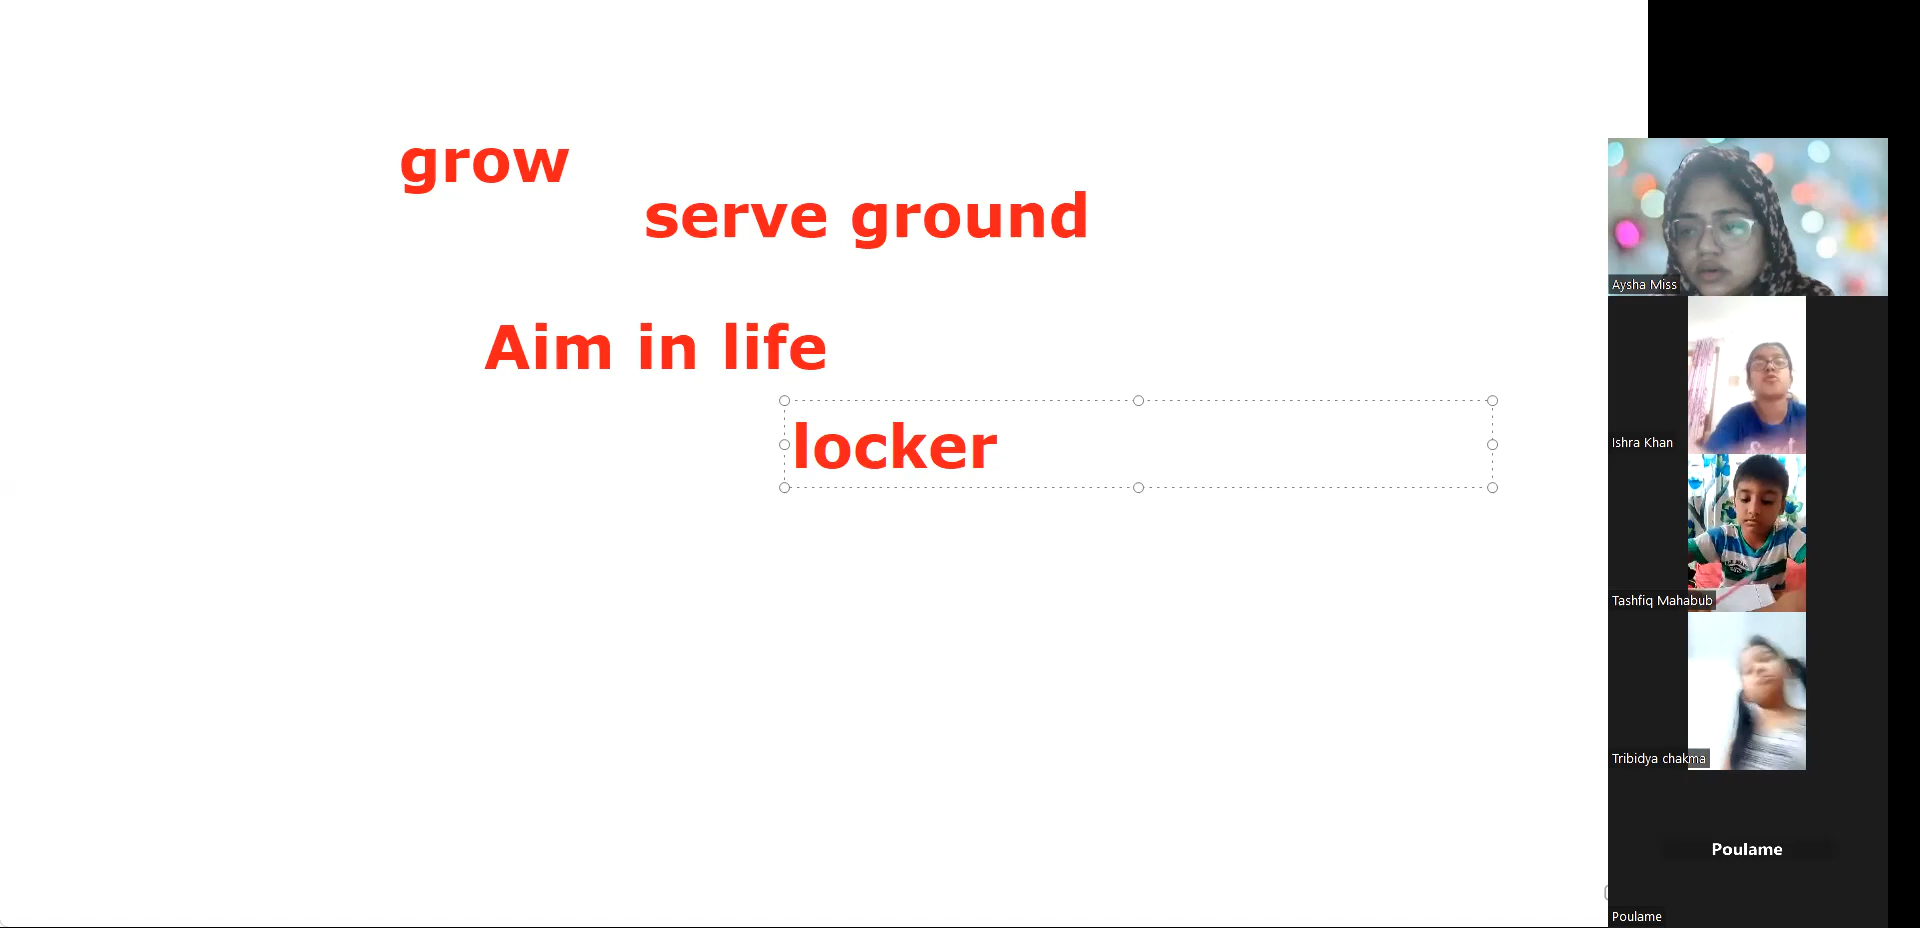 grow
serve ground
Aim in life
locker
Aysha Miss
Ishra Khan
Tashfiq Mahabub
Tribidya chakma
Poulame
Poulame